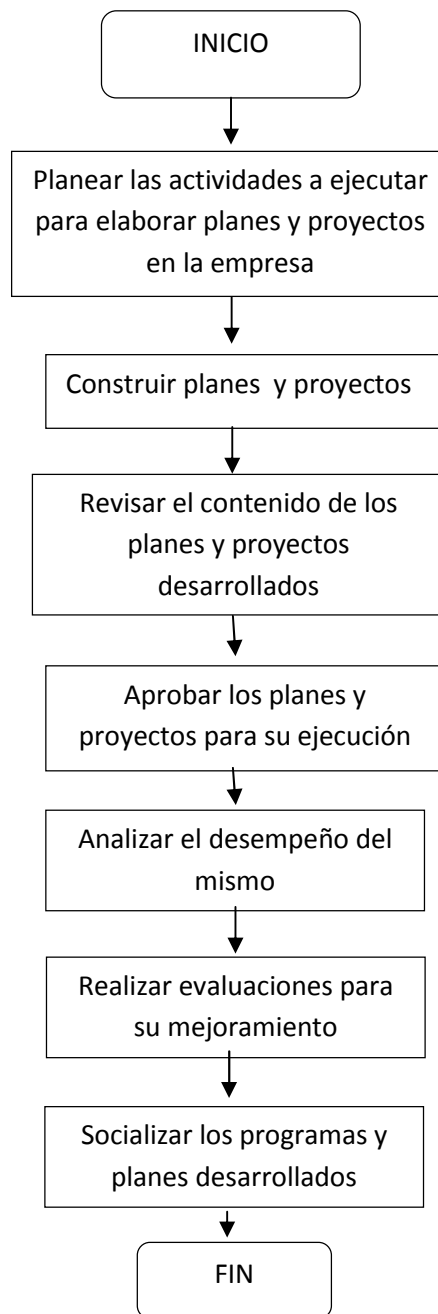 INICIO
Planear las actividades a ejecutar
para elaborar planes y proyectos
en la empresa
Construir planes  y proyectos
Revisar el contenido de los
planes y proyectos
desarrollados
Aprobar los planes y
proyectos para su ejecución
Analizar el desempeño del
mismo
Realizar evaluaciones para
su mejoramiento
Socializar los programas y
planes desarrollados
FIN